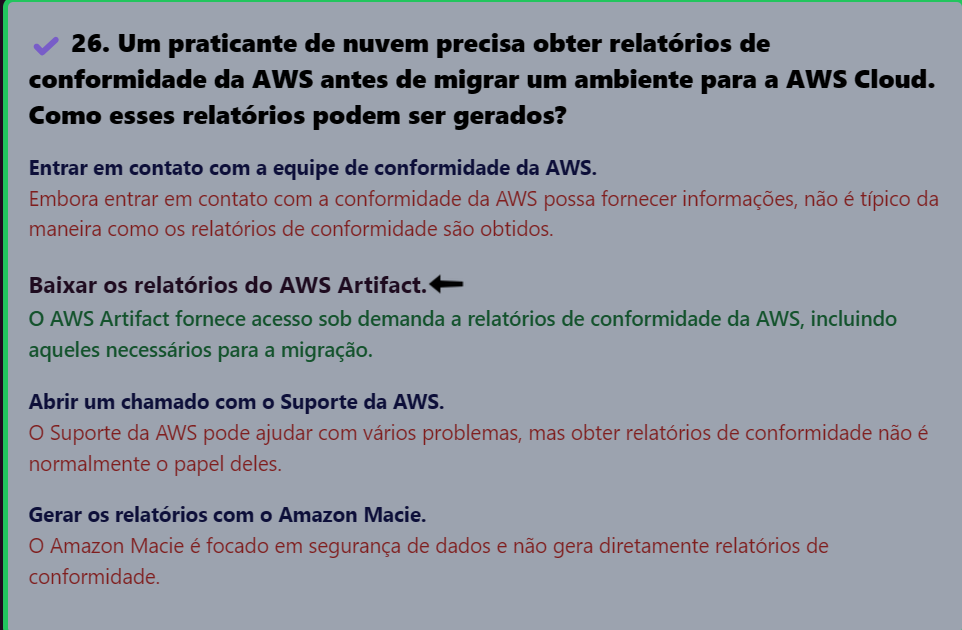 26. Um praticante de nuvem precisa obter relatórios de
conformidade da AWS antes de migrar um ambiente para a AWS Cloud.
Como esses relatórios podem ser gerados?
Entrar em contato com a equipe de conformidade da AWS.
Embora entrar em contato com a conformidade da AWS possa fornecer informações, não é típico da
maneira como os relatórios de conformidade são obtidos.
Baixar os relatórios do AWS Artifact.
O AWS Artifact fornece acesso sob demanda a relatórios de conformidade da AWS, incluindo
aqueles necessários para a migração.
Abrir um chamado com o Suporte da AWS.
O Suporte da AWS pode ajudar com vários problemas, mas obter relatórios de conformidade não é
normalmente o papel deles.
Gerar os relatórios com o Amazon Macie.
O Amazon Macie é focado em segurança de dados e não gera diretamente relatórios de
conformidade.